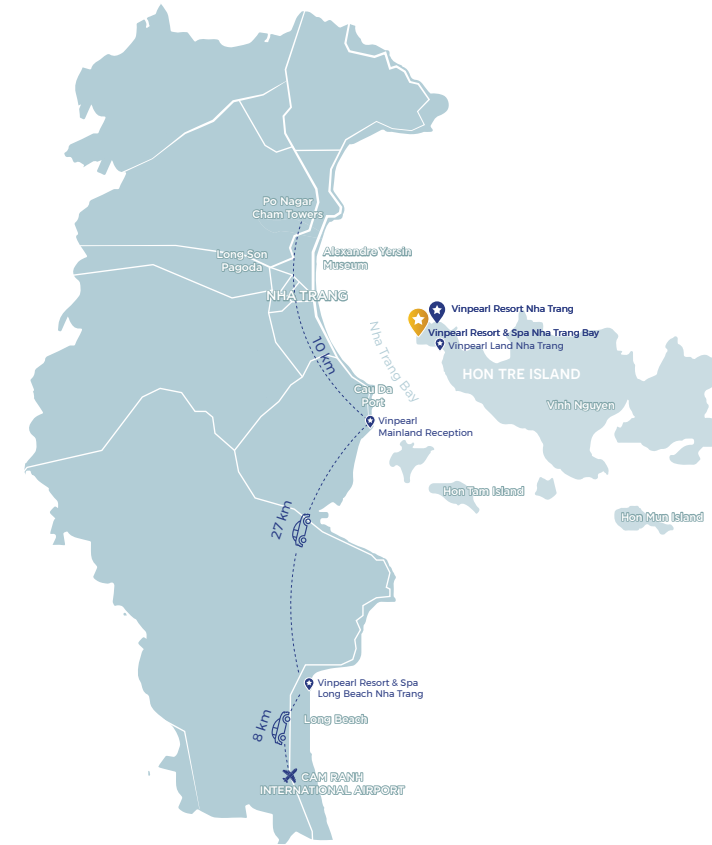 Po Nagar
Cham Towers
Long Son
Pagoda
Alexandre Yersin
Museum
NHA TRANG
Vinpearl Resort Nha Trang
Vinpearl Resort & Spa Nha Trang Bay
Vinpearl Land Nha Trang
Nha Trang Bay
10 km
HON TRE ISLAND
Cau Da
Port
Vinh Nguyen
Vinpearl
Mainland Reception
Hon Tam Island
27 km
Hon Mun Island
Vinpearl Resort & Spa
Long Beach Nha Trang
8 km
Long Beach
CAM RANH
INTERNATIONAL AIRPORT